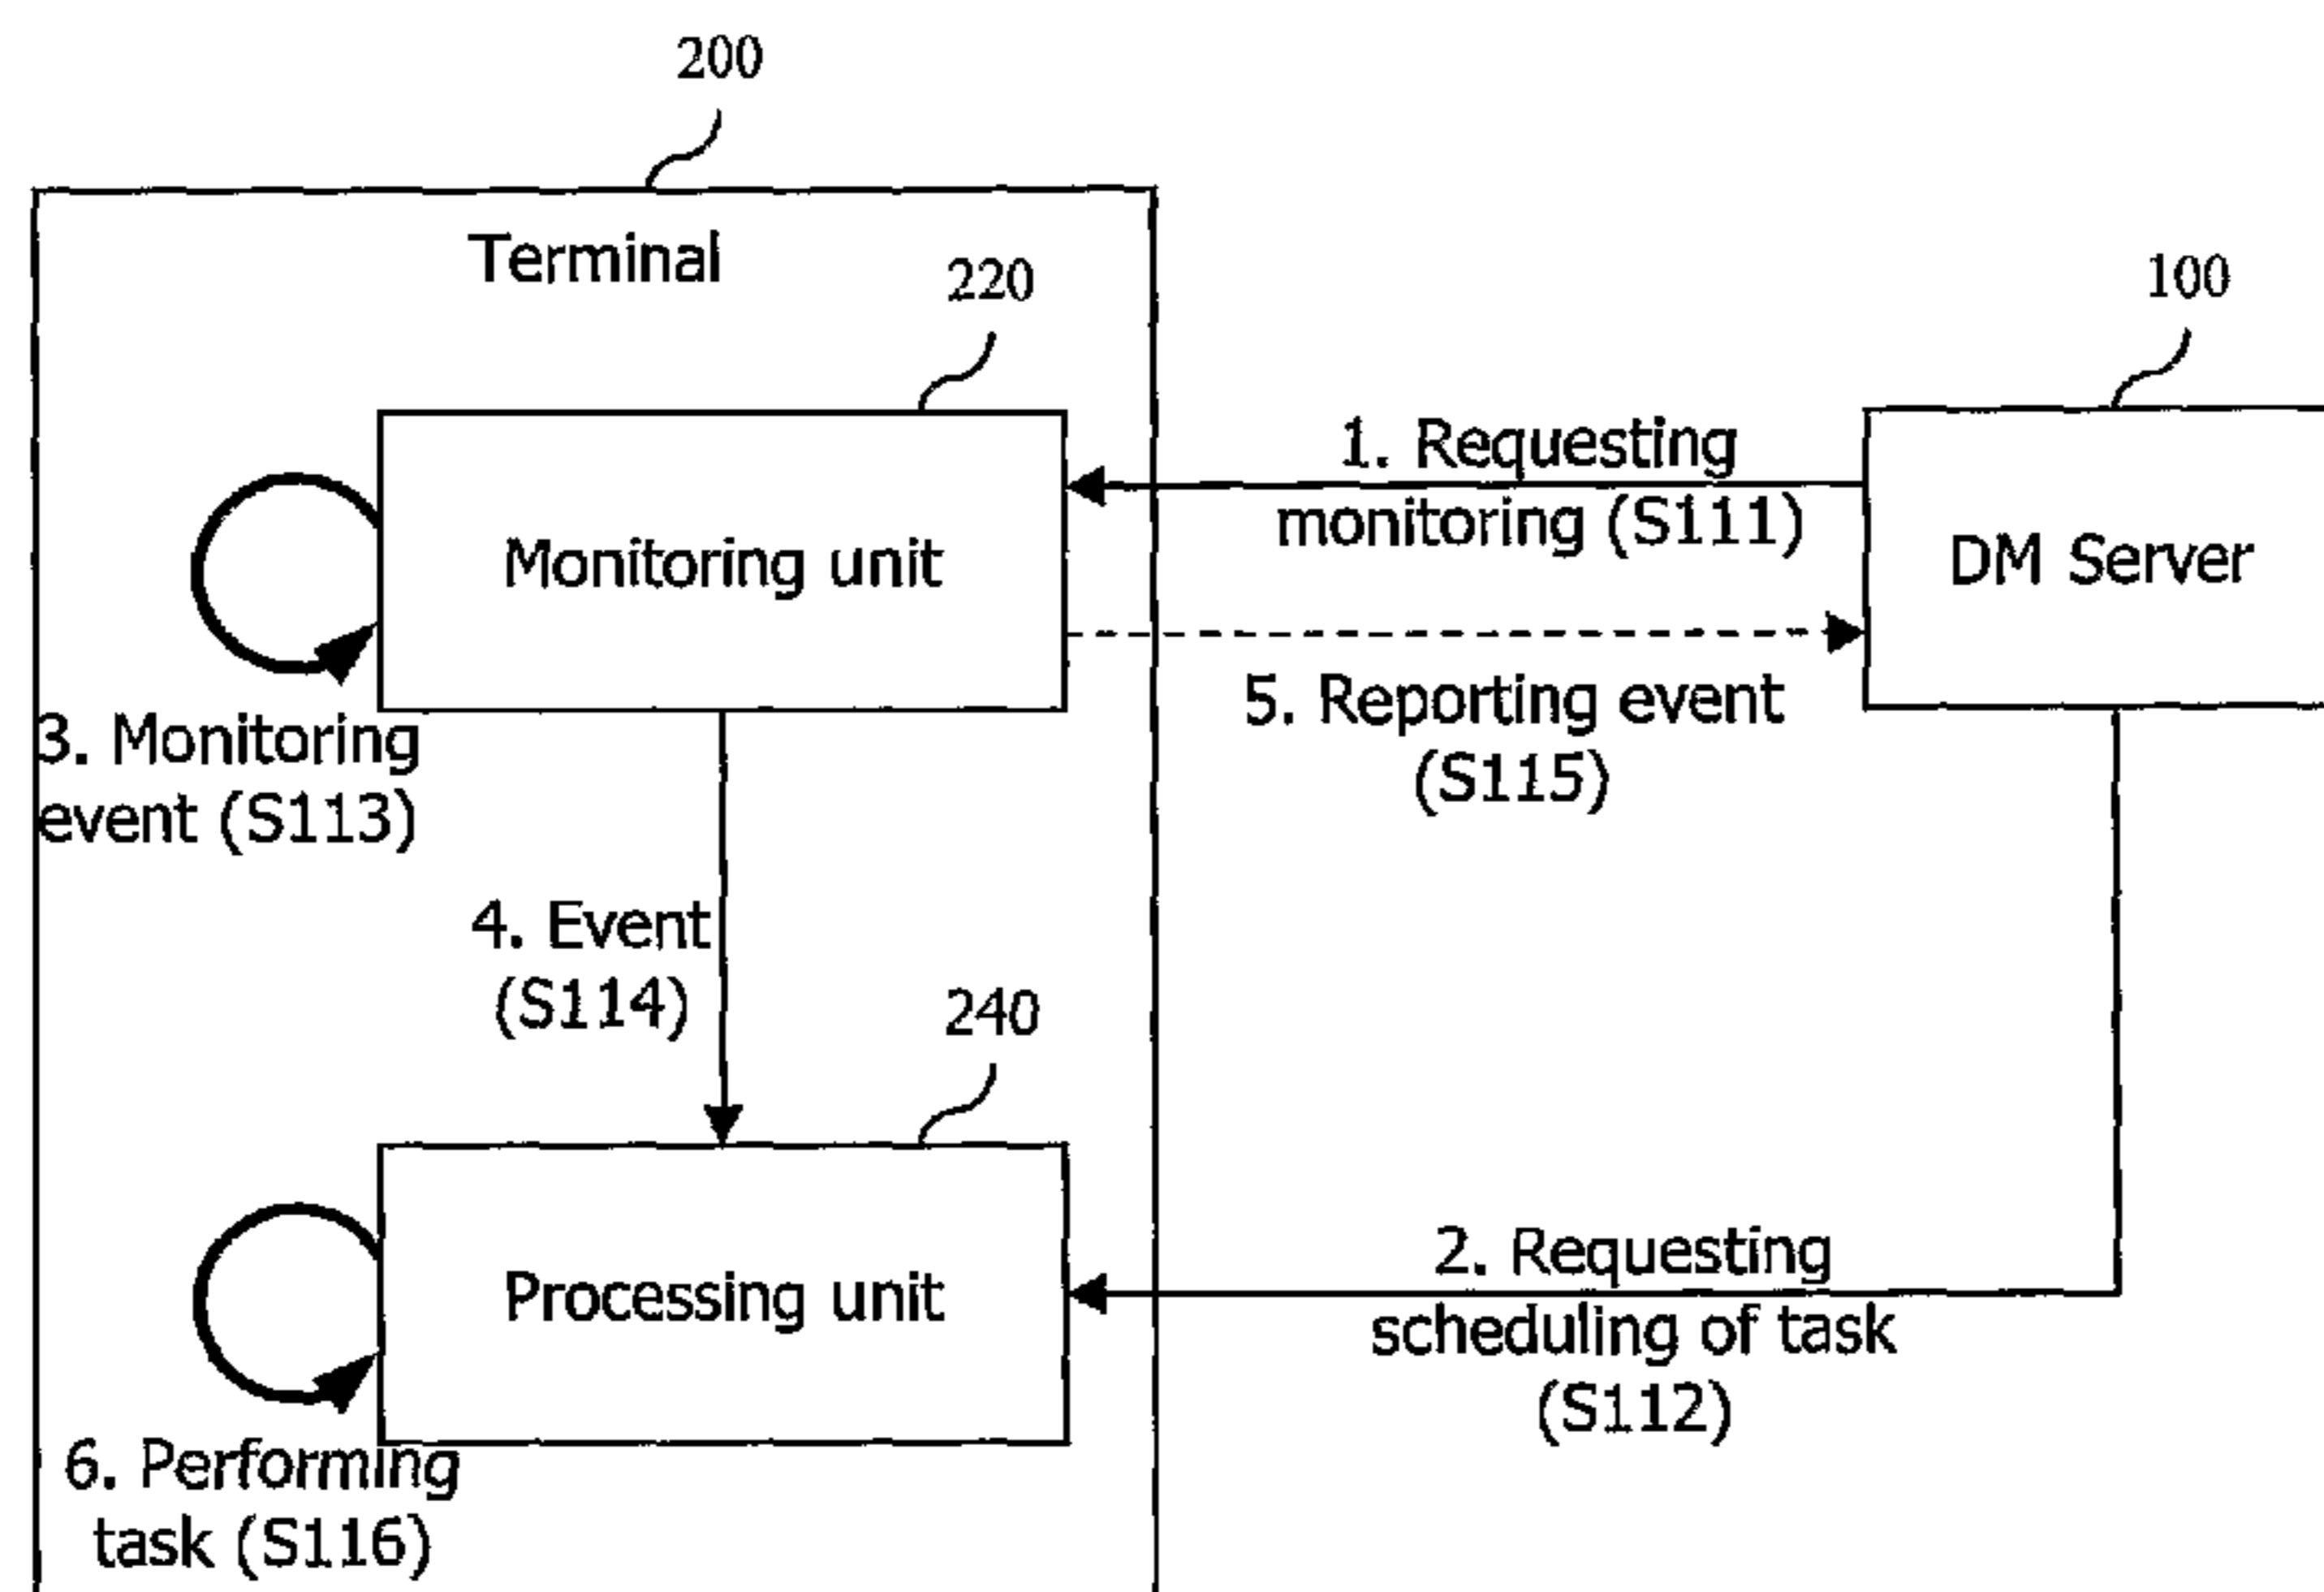 200
Terminal
220
100
1. Requesting
monitoring (S111)
Monitoring unit
DM Server
5. Reporting event
(S115)
3. Monitoring
event (S113)
4. Event
(S114)
240
2. Requesting
scheduling of task
(S112)
Processing unit
6. Performing
task (S116)